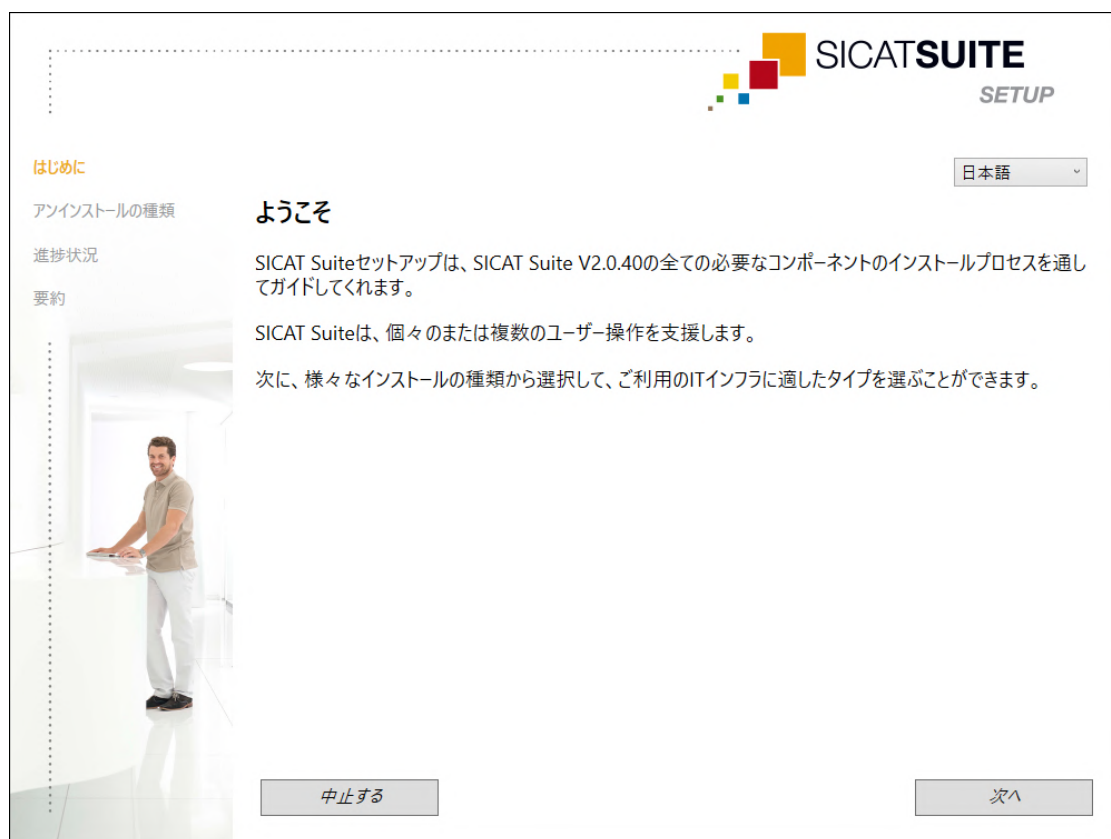 SICATSUITE
SETUP
はじめに
日本語
アンインストールの種類
ようこそ
進捗状況
SICAT Suiteセットアップは、SICAT Suite V2.0.40の全ての必要なコンポーネントのインストールプロセスを通し
てガイドしてくれます。
要約
SICAT Suiteは、個々のまたは複数のユーザー操作を支援します。
次に、様々なインストールの種類から選択して、ご利用のITインフラに適したタイプを選ぶことができます。
中止する
次へ